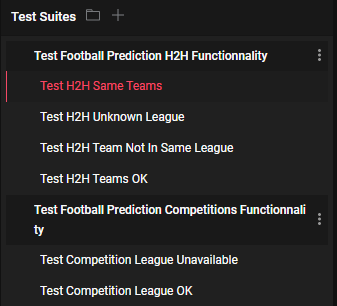 Test Suites
Test Football Prediction H2H Functionnality
Test H2H Same Teams
Test H2H Unknown League
Test H2H Team Not In Same League
Test H2H Teams OK
Test Football Prediction Competitions Functionnali
ty
Test Competition League Unavailable
Test Competition League OK